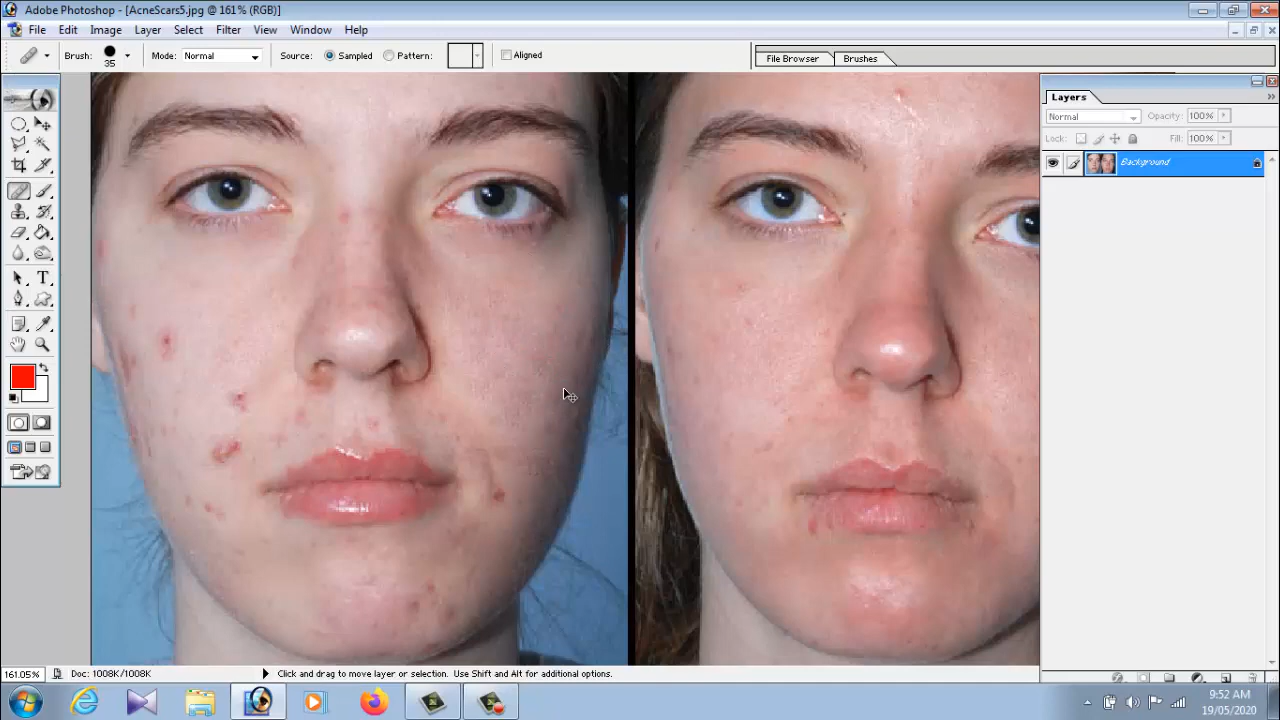 Adobe Photoshop - [AcneScars5.jpg @ 161% (RGB)]
File Edit Image Layer Select Filter View Window Help
Brush: 35 Mode: Normal Source: Sampled Pattern: Aligned
File Browser Brushes
Layers
Normal Opacity: 100%
Lock: Fill: 100%
Background
T
161.05% Doc: 1008K/1008K Click and drag to move layer or selection. Use Shift and Alt for additional options.
9:52 AM
19/05/2020